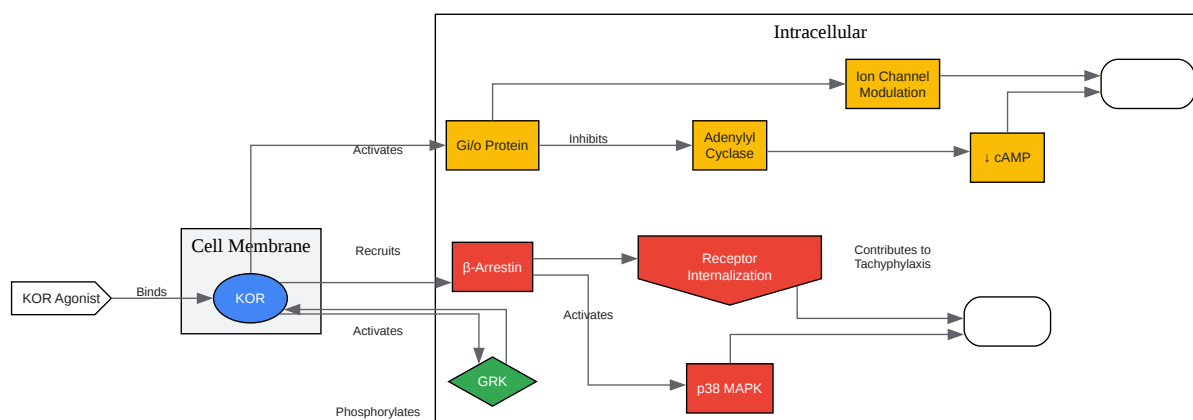 Intracellular
Ion Channel
Modulation
Activates
Gi/o Protein
Inhibits
Adenylyl
Cyclase
↓ cAMP
Cell Membrane
Recruits
β-Arrestin
Receptor
Internalization
Contributes to
Tachyphylaxis
KOR Agonist
Binds
KOR
Activates
Activates
GRK
p38 MAPK
Phosphorylates